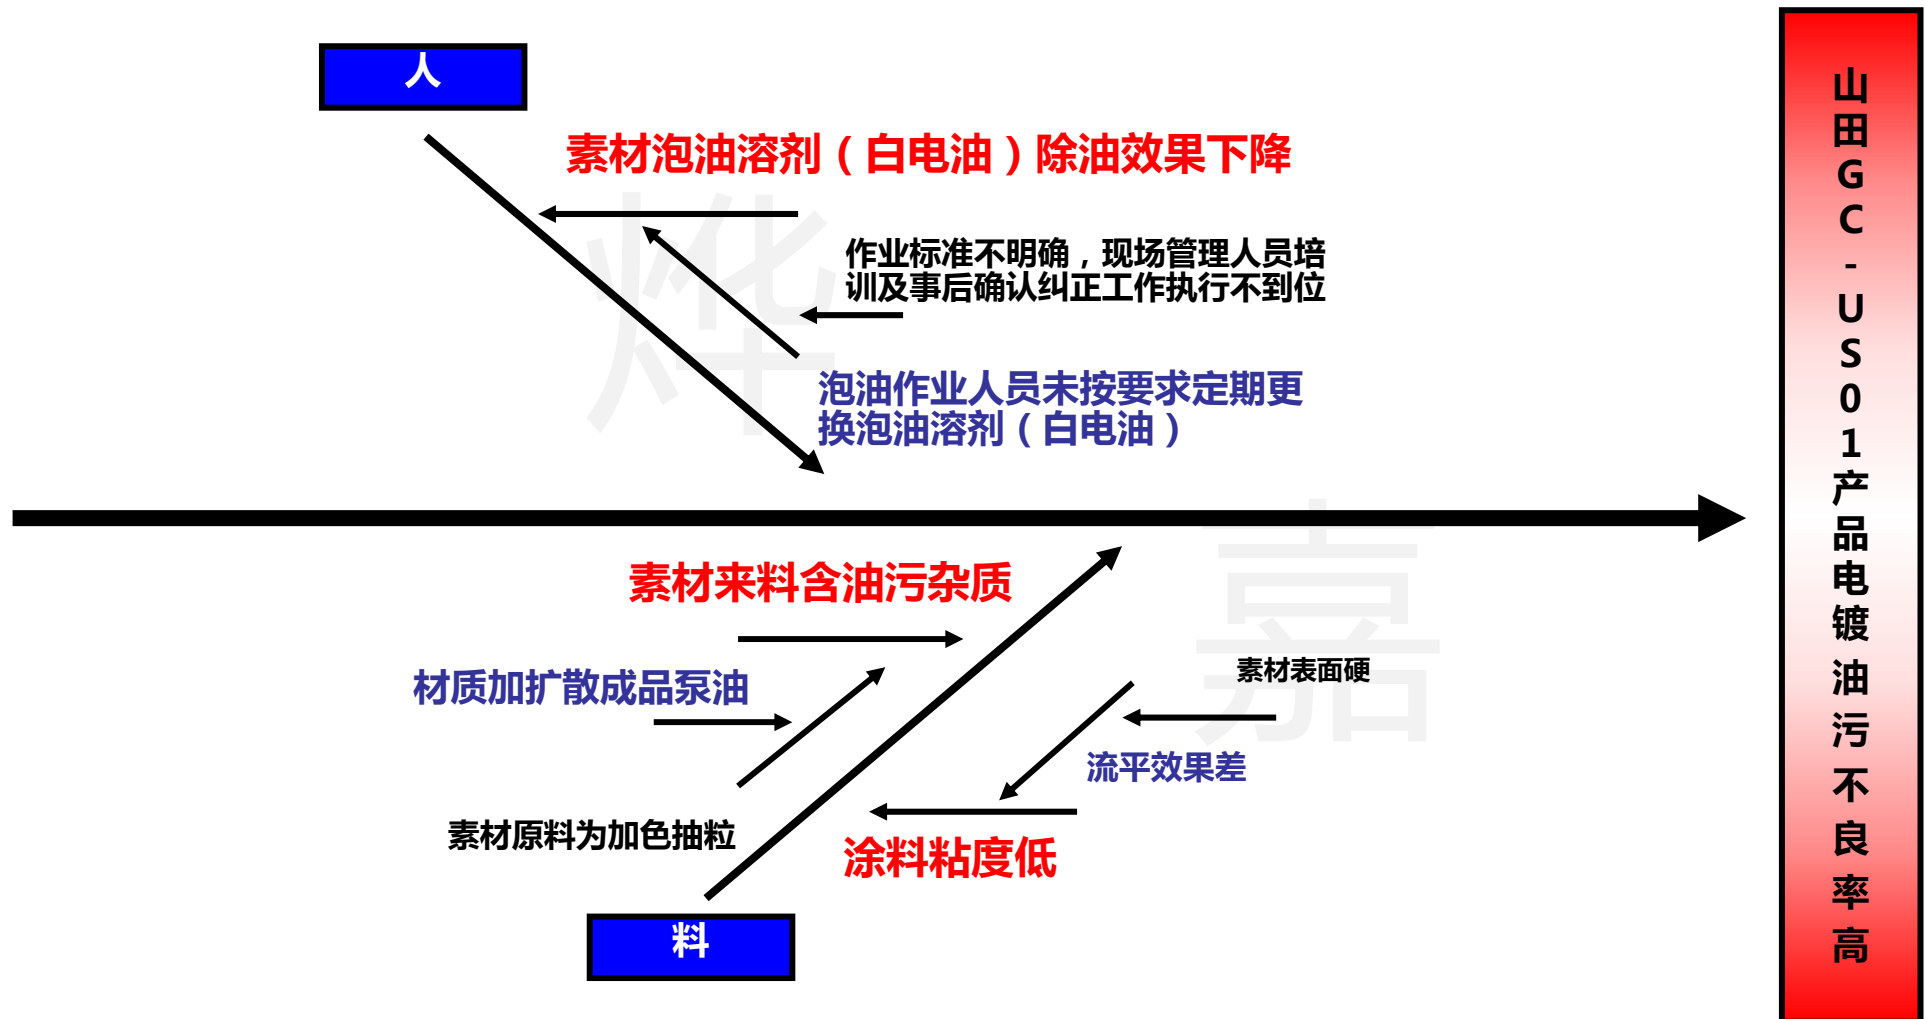 人
素材泡油溶剂（白电油）除油效果下降
作业标准不明确，现场管理人员培
训及事后确认纠正工作执行不到位
泡油作业人员未按要求定期更
换泡油溶剂（白电油）
素材来料含油污杂质
材质加扩散成品泵油
素材表面硬
流平效果差
素材原料为加色抽粒
涂料粘度低
料
山田GC-US01产品电镀油污不良率高
烨
嘉